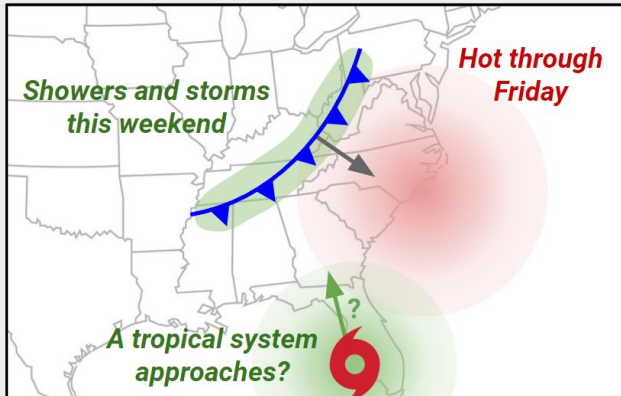 Hot through
Friday
Showers and storms
this weekend
?
A tropical system
approaches?